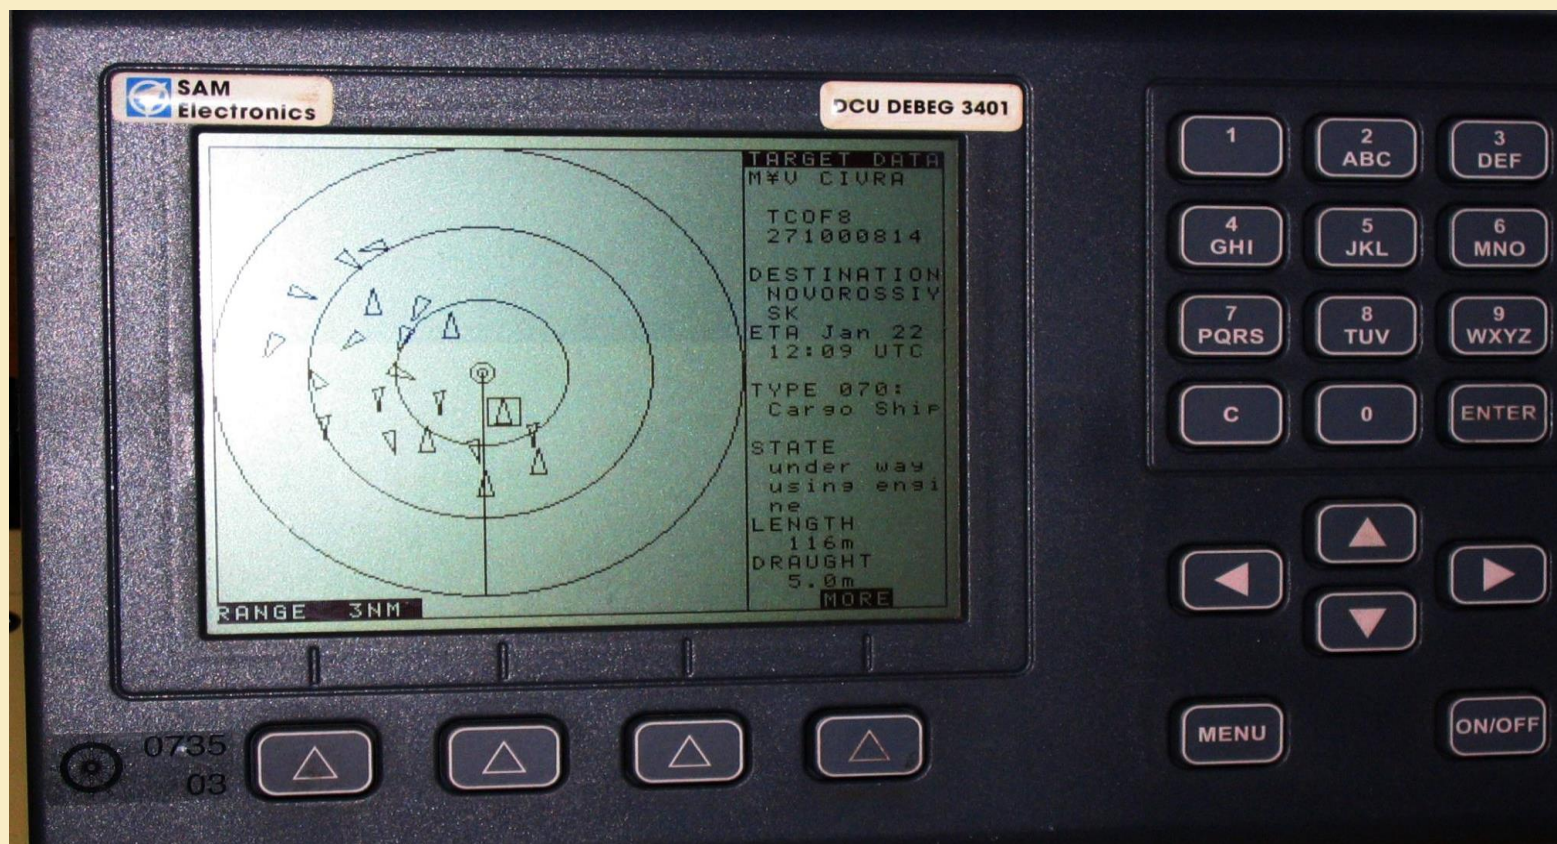 SAM
Electronics
DCU DEBEG 3401
TARGET DATA
M¥V CIVRA
TCOF8
271000814
DESTINATION
NOVOROSSIY
SK
ETA Jan 22
12:09 UTC
TYPE 070:
Cargo Ship
STATE
under way
using engi
ne
LENGTH
116m
DRAUGHT
5.0m
MORE
RANGE 3NM
1
2
ABC
3
DEF
4
GHI
5
JKL
6
MNO
7
PQRS
8
TUV
9
WXYZ
C
0
ENTER
MENU
ON/OFF
0735
03